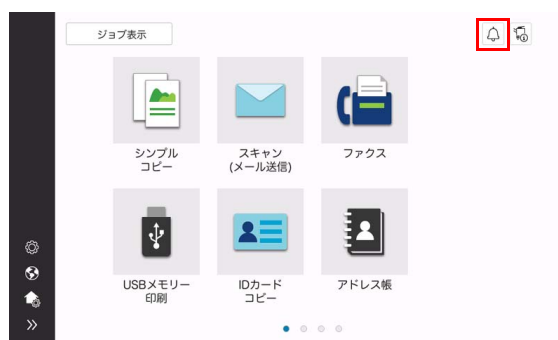 ジョブ表示
シンプル
コピー
スキャン
(メール送信)
ファクス
USBメモリー
印刷
IDカード
コピー
アドレス帳